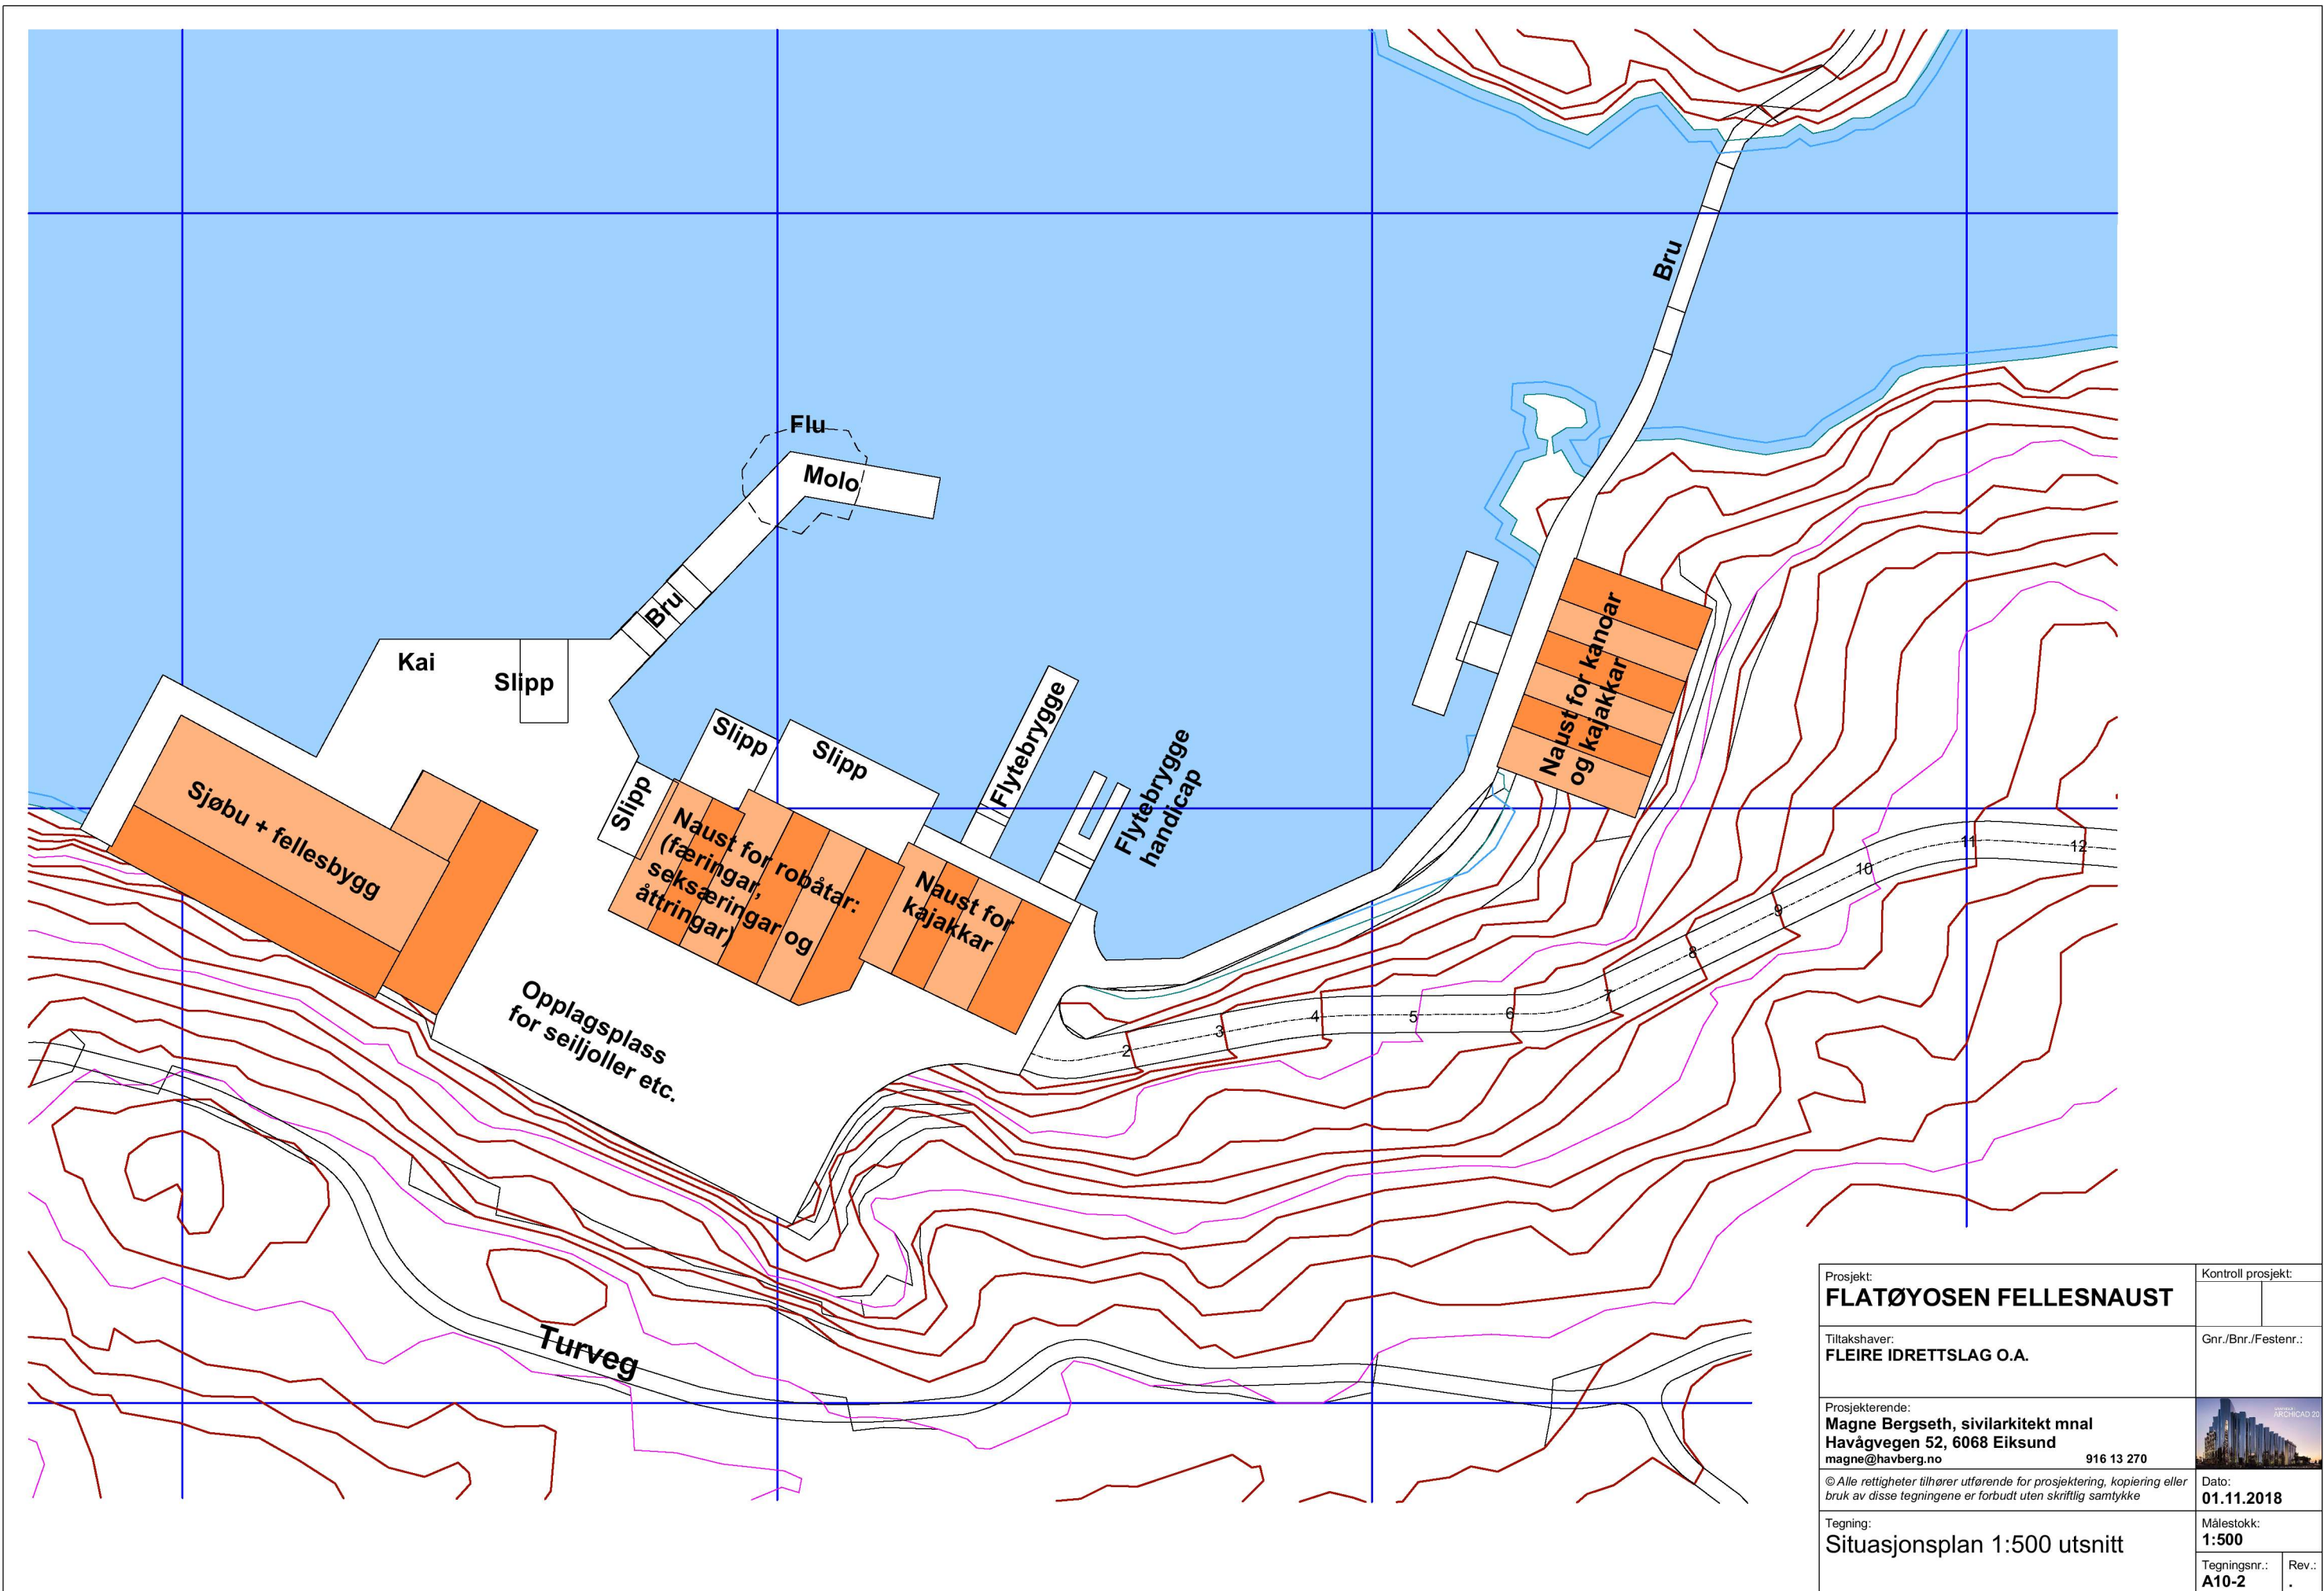 Bru
Flu
Molo
Bru
Kai
Slipp
Slipp
Slipp
Slipp
Flytebrygge
Flytebrygge
handicap
Naust for kanoar
og kajakkar
Sjøbu + fellesbygg
Naust for robåtar:
(færingar,
seksæringar og
åttringar)
Naust for
kajakkar
Opplagsplass
for seiljoller etc.
2
3
4
5
6
7
8
9
10
11
12
Turveg
Prosjekt:
FLATØYOSEN FELLESNAUST
Kontroll prosjekt:
Tiltakshaver:
FLEIRE IDRETTSLAG O.A.
Gnr./Bnr./Festenr.:
Prosjekterende:
Magne Bergseth, sivilarkitekt mnal
Havågvegen 52, 6068 Eiksund
magne@havberg.no 916 13 270
ARCHICAD 20
© Alle rettigheter tilhører utførende for prosjektering, kopiering eller
bruk av disse tegningene er forbudt uten skriftlig samtykke
Dato:
01.11.2018
Tegning:
Situasjonsplan 1:500 utsnitt
Målestokk:
1:500
Tegningsnr.:
A10-2
Rev.:
.